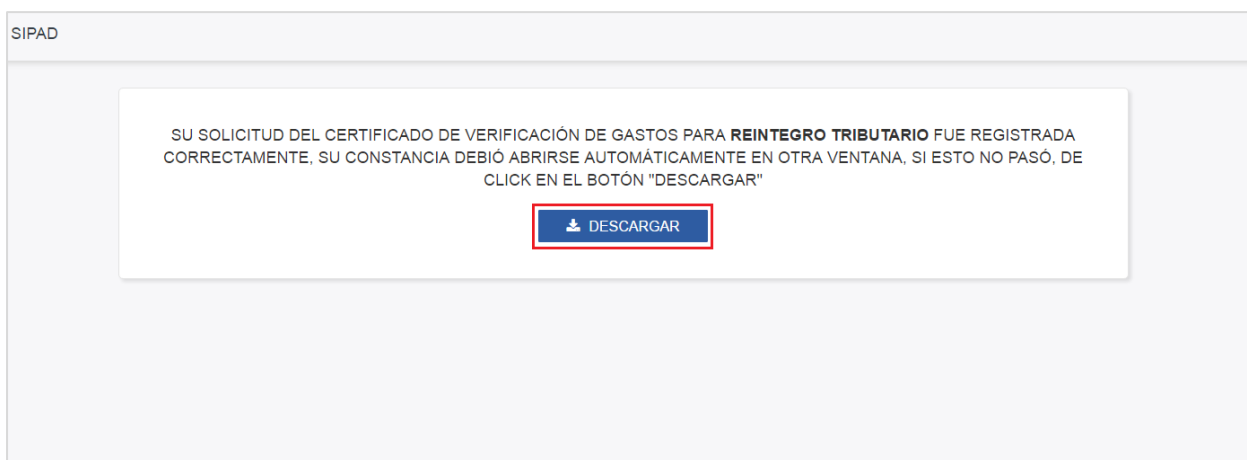 SIPAD
SU SOLICITUD DEL CERTIFICADO DE VERIFICACIÓN DE GASTOS PARA REINTEGRO TRIBUTARIO FUE REGISTRADA
CORRECTAMENTE, SU CONSTANCIA DEBIÓ ABRIRSE AUTOMÁTICAMENTE EN OTRA VENTANA, SI ESTO NO PASÓ, DE
CLICK EN EL BOTÓN "DESCARGAR"
DESCARGAR